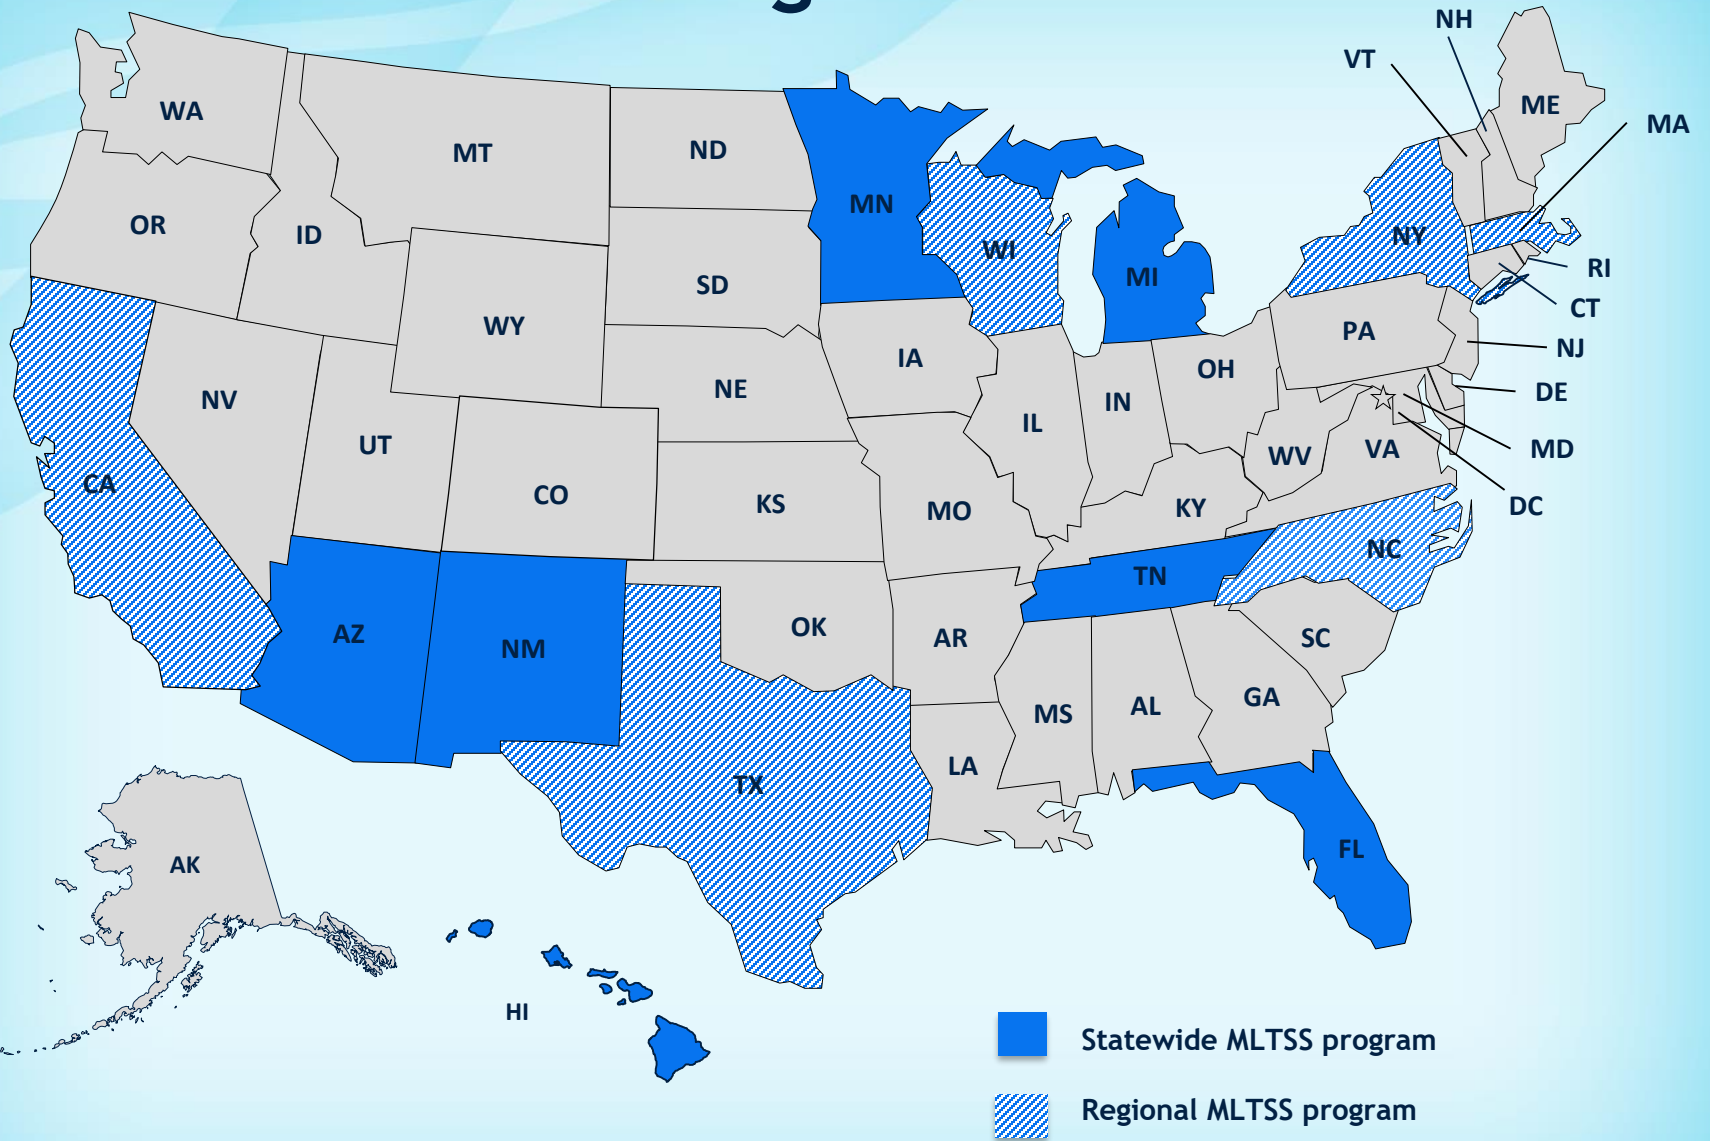 NH
VT
ME
MA
WA
MT
ND
MN
OR
ID
WI
NY
MI
RI
SD
CT
WY
PA
NJ
IA
OH
NE
DE
NV
IN
IL
UT
WV
VA
MD
CA
CO
KS
MO
KY
DC
NC
TN
AZ
NM
OK
AR
SC
GA
MS
AL
LA
TX
FL
AK
HI
Statewide MLTSS program
Regional MLTSS program